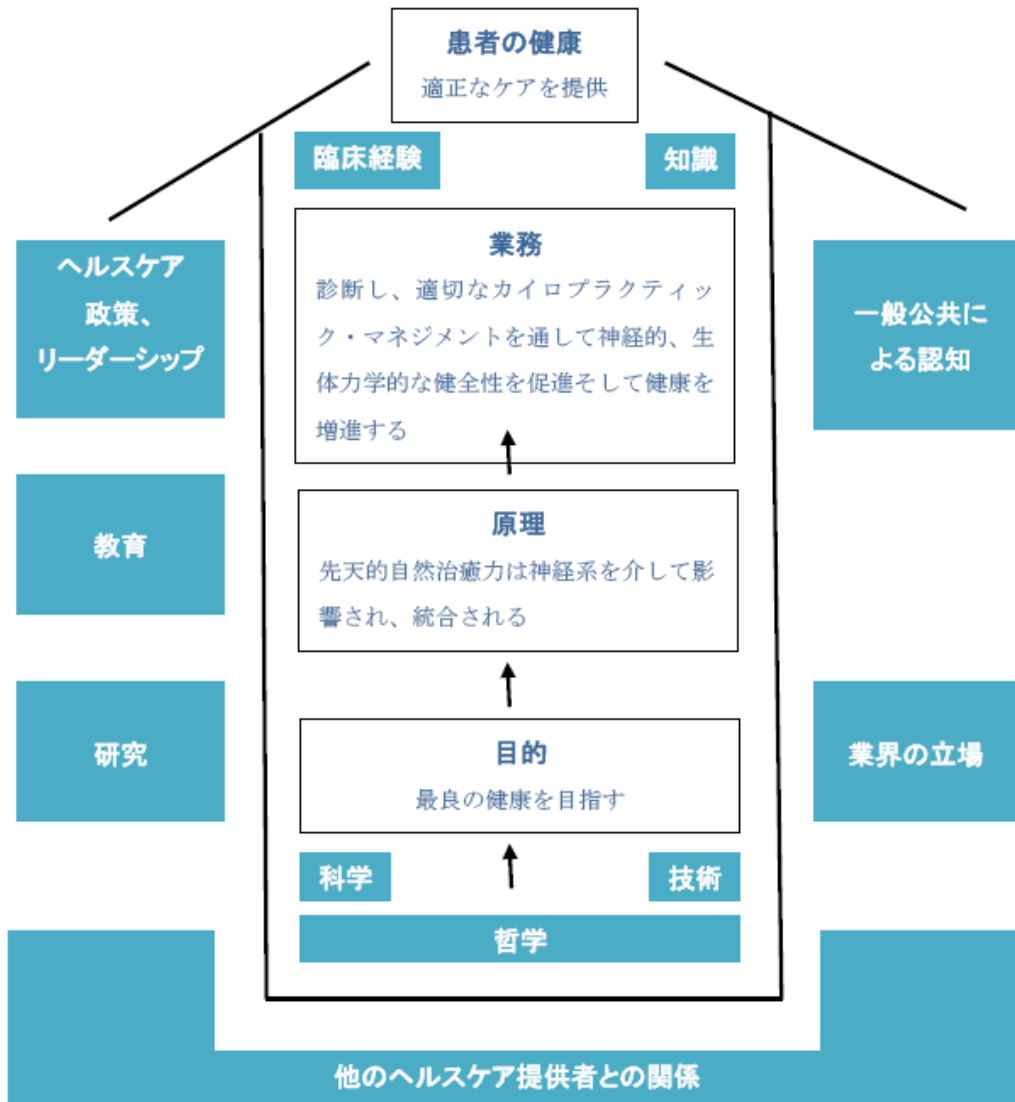 患者の健康
適正なケアを提供
臨床経験
知識
業務
診断し、適切なカイロプラクティッ
ク・マネジメントを通して神経的、生
体力学的な健全性を促進そして健康を
増進する
ヘルスケア
政策、
リーダーシップ
一般公共に
よる認知
原理
先天的自然治癒力は神経系を介して影
響され、統合される
教育
目的
最良の健康を目指す
研究
業界の立場
科学
技術
哲学
他のヘルスケア提供者との関係